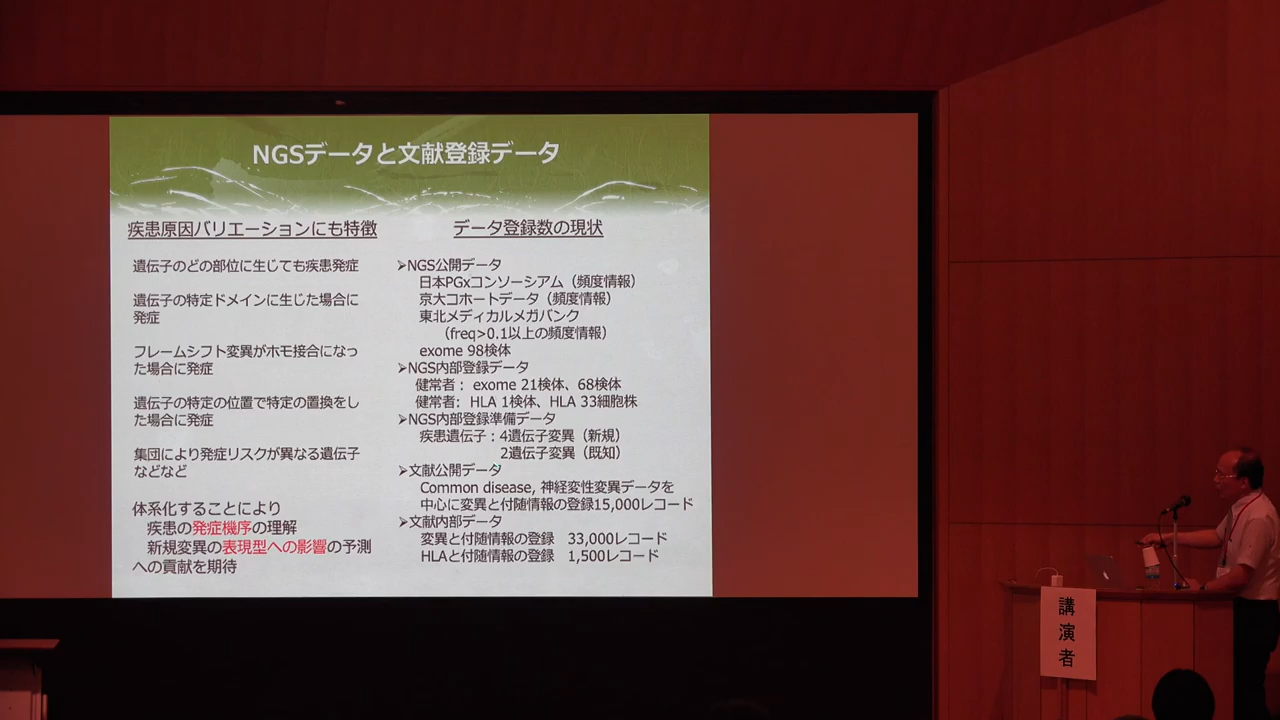 NGSデータと文献登録データ
疾患原因バリエーションにも特徴
遺伝子のどの部位に生じても疾患発症
遺伝子の特定ドメインに生じた場合に
発症
フレームシフト変異がホモ接合になっ
た場合に発症
遺伝子の特定の位置で特定の置換をし
た場合に発症
集団により発症リスクが異なる遺伝子
などなど
体系化することにより
疾患の発症機序の理解
新規変異の表現型への影響の予測
への貢献を期待
データ登録数の現状
➢NGS公開データ
日本PGxコンソーシアム（頻度情報）
京大コホートデータ（頻度情報）
東北メディカルメガバンク
（freq>0.1以上の頻度情報）
exome 98検体
➢NGS内部登録データ
健常者： exome 21検体、68検体
健常者: HLA 1検体、HLA 33細胞株
➢NGS内部登録準備データ
疾患遺伝子：4遺伝子変異（新規）
2遺伝子変異（既知）
➢文献公開データ
Common disease, 神経変性変異データを
中心に変異と付随情報の登録15,000レコード
➢文献内部データ
変異と付随情報の登録 33,000レコード
HLAと付随情報の登録 1,500レコード
講演者